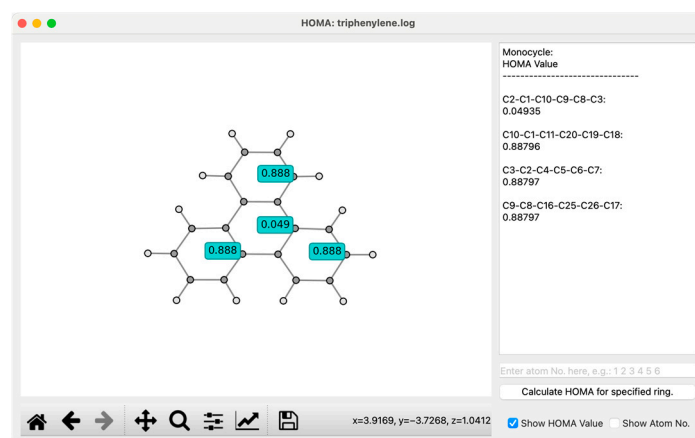 HOMA: triphenylene.log
Monocycle:
HOMA Value
-------------------------------
C2-C1-C10-C9-C8-C3:
0.04935
C10-C1-C11-C20-C19-C18:
0.88796
C3-C2-C4-C5-C6-C7:
0.88797
C9-C8-C16-C25-C26-C17:
0.88797
0.888
0.049
0.888
0.888
Enter atom No. here, e.g.: 1 2 3 4 5 6
Calculate HOMA for specified ring.
x=3.9169, y=−3.7268, z=1.0412
Show HOMA Value
Show Atom No.